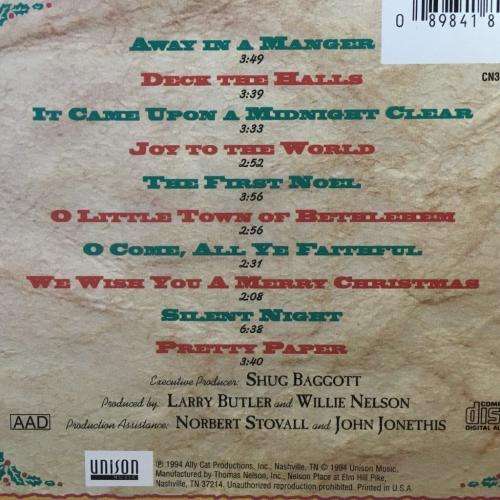 0 89841 8
AWAY IN A MANGER
3:49
CN3
DECK THE HALLS
3:39
IT CAME UPON A MIDNIGHT CLEAR
3:33
JOY TO THE WORLD
2:52
THE FIRST NOEL
3:56
O LITTLE TOWN OF BETHLEHEM
2:56
O COME, ALL YE FAITHFUL
2:31
WE WISH YOU A MERRY CHRISTMAS
2:08
SILENT NIGHT
6:38
PRETTY PAPER
3:40
Executive Producer: SHUG BAGGOTT
Produced by: LARRY BUTLER and WILLIE NELSON
Production Assistance: NORBERT STOVALL and JOHN JONETHIS
AAD
COMP
dis
DIGITAL AU
UNISON
MUSIC
℗ 1994 Ally Cat Productions, Inc., Nashville, TN © 1994 Unison Music.
Manufactured by Thomas Nelson, Inc., Nelson Place at Elm Hill Pike,
Nashville, TN 37214. Unauthorized reproduction prohibited. Printed in U.S.A.